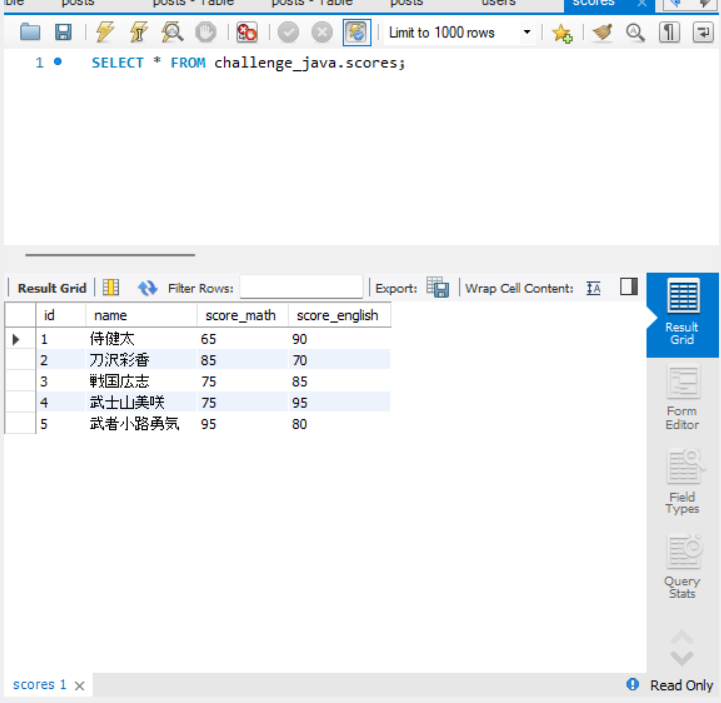 ble posts posts - Table posts - Table posts users scores
Limit to 1000 rows
1 SELECT * FROM challenge_java.scores;
Result Grid Filter Rows: Export: Wrap Cell Content: IA
id name score_math score_english
1 侍健太 65 90
2 刀沢彩香 85 70
3 戦国広志 75 85
4 武士山美咲 75 95
5 武者小路勇気 95 80
Result
Grid
Form
Editor
Field
Types
Query
Stats
scores 1 Read Only